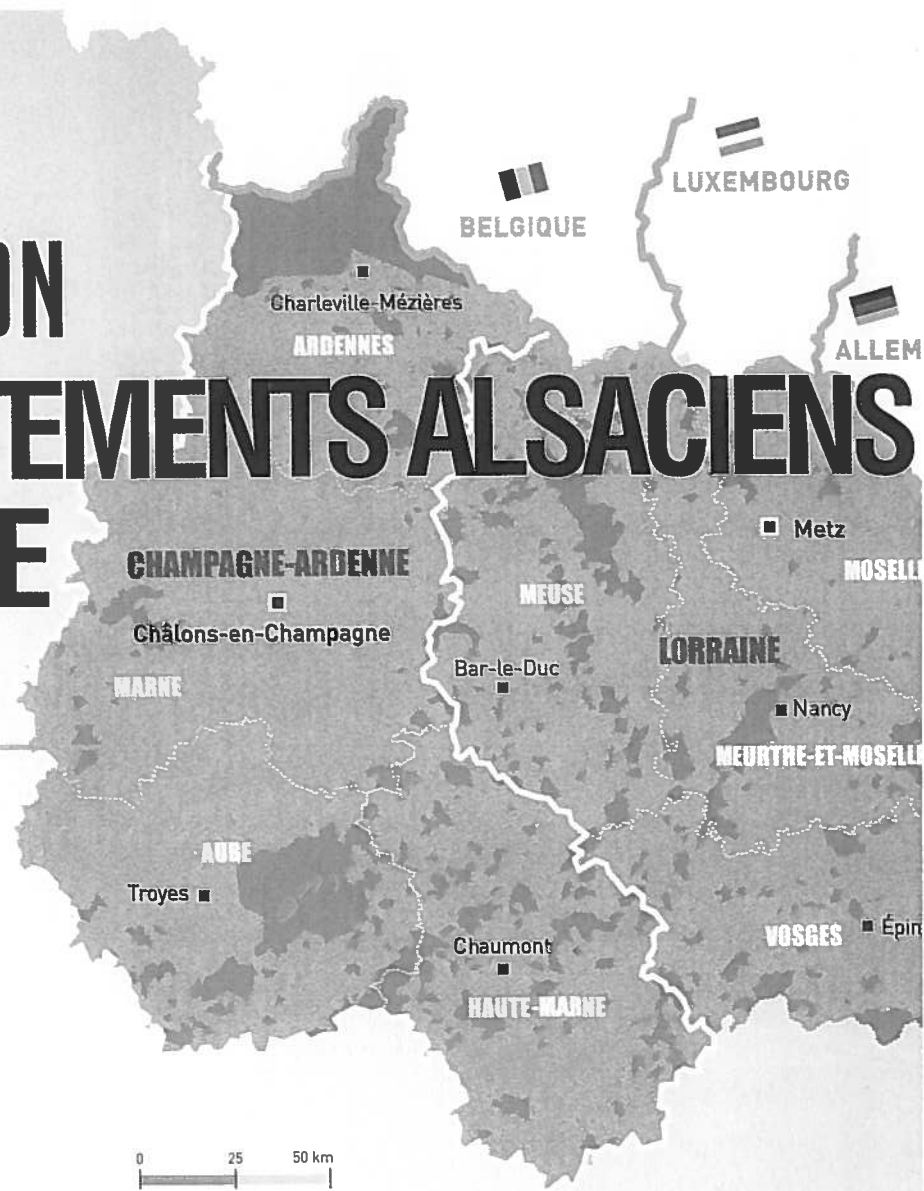 LUXEMBOURG
BELGIQUE
ON
Charleville-Mézières
ARDENNES
ALLEM
TEMENTS ALSACIENS
E
Metz
CHAMPAGNE-ARDENNE
MOSELL
MEUSE
Châlons-en-Champagne
LORRAINE
Bar-le-Duc
MARNE
Nancy
MEURTHE-ET-MOSELL
AUBE
Troyes
Épin
VOSGES
Chaumont
HAUTE-MARNE
0 25 50 km